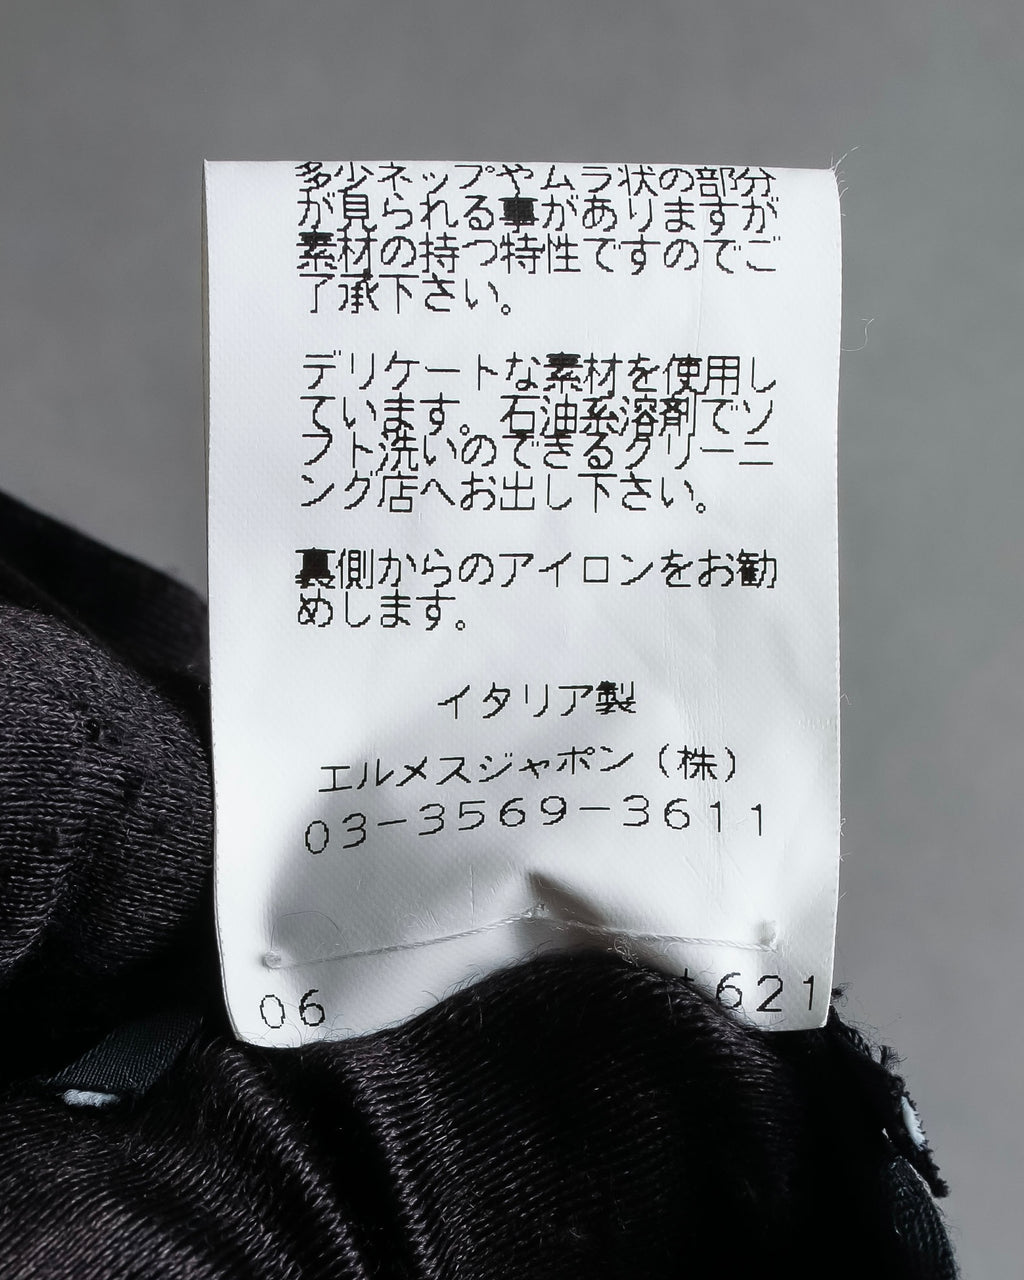 多少ネップやムラ状の部分
が見られる事がありますが
素材の持つ特性ですのでご
了承下さい。
デリケートな素材を使用し
ています。石油系溶剤でソ
フト洗いのできるクリーニ
ング店へお出し下さい。
裏側からのアイロンをお勧
めします。
イタリア製
エルメスジャポン(株)
03-3569-3611
06
621